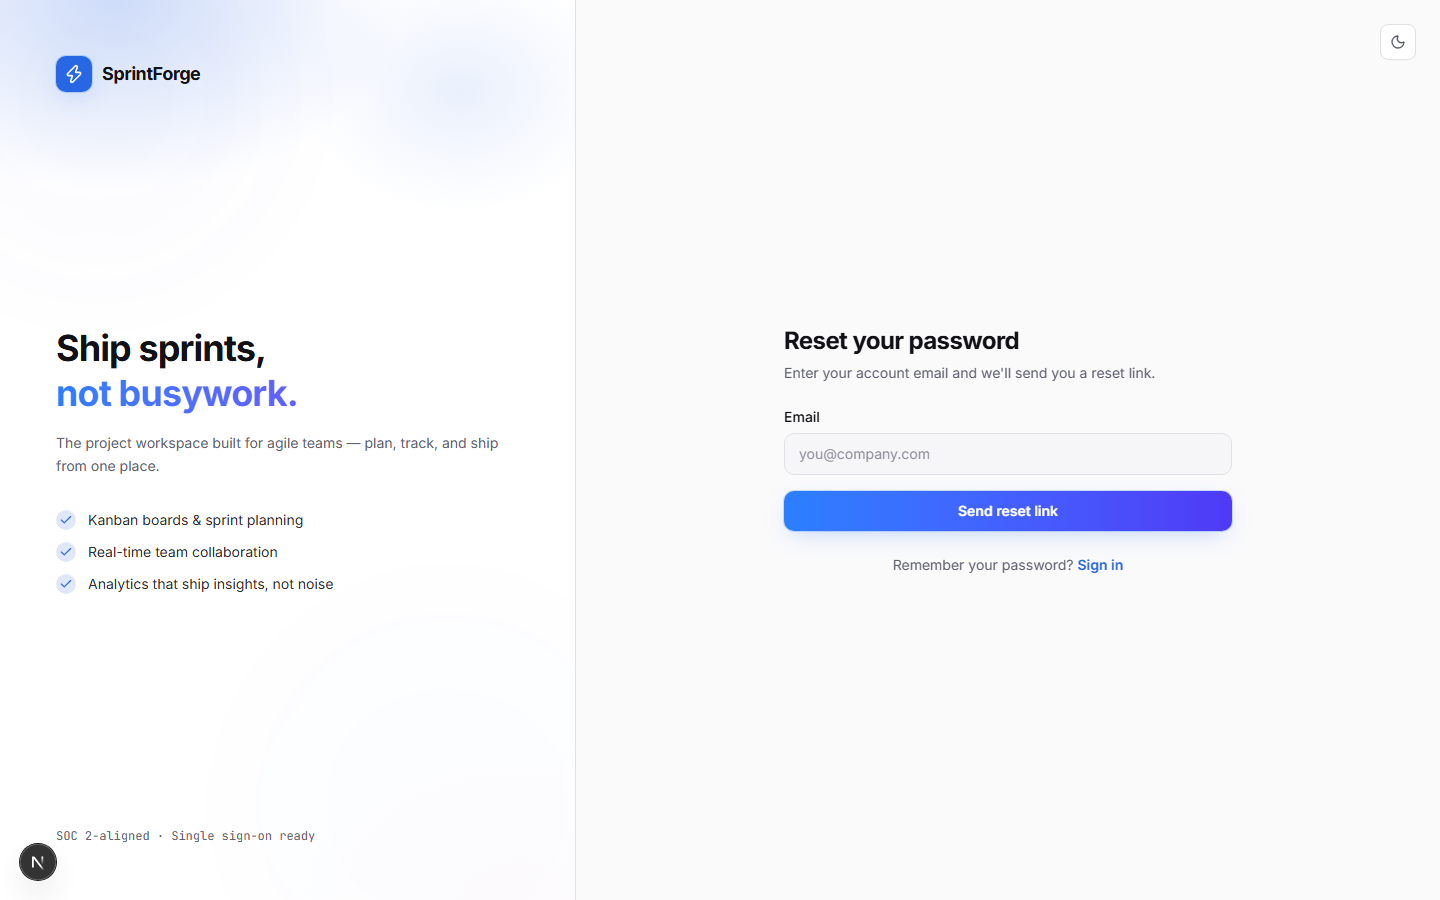 SprintForge
Ship sprints,
not busywork.
The project workspace built for agile teams — plan, track, and ship
from one place.
Kanban boards & sprint planning
Real-time team collaboration
Analytics that ship insights, not noise
SOC 2-aligned · Single sign-on ready
N
Reset your password
Enter your account email and we'll send you a reset link.
Email
you@company.com
Send reset link
Remember your password? Sign in